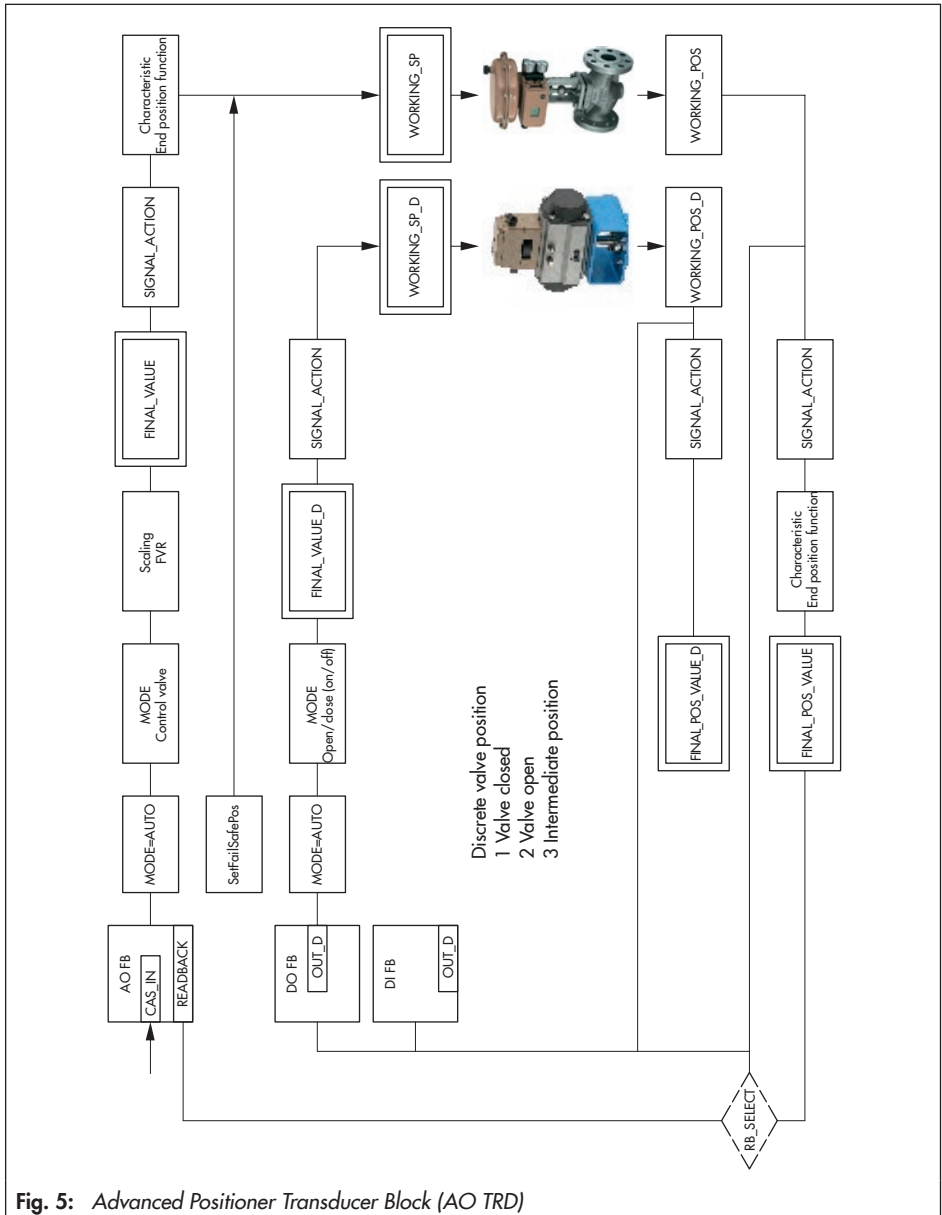 AO FB
CAS_IN
READBACK
MODE=AUTO
MODE
Control valve
Scaling
FVR
FINAL_VALUE
SIGNAL_ACTION
Characteristic
End position function
SetFailSafePos
DO FB
OUT_D
MODE=AUTO
MODE
Open/close (on/off)
FINAL_VALUE_D
SIGNAL_ACTION
WORKING_SP_D
WORKING_SP
DI FB
OUT_D
Discrete valve position
1 Valve closed
2 Valve open
3 Intermediate position
FINAL_POS_VALUE_D
SIGNAL_ACTION
WORKING_POS_D
WORKING_POS
RB_SELECT
FINAL_POS_VALUE
Characteristic
End position function
SIGNAL_ACTION
Fig. 5: Advanced Positioner Transducer Block (AO TRD)